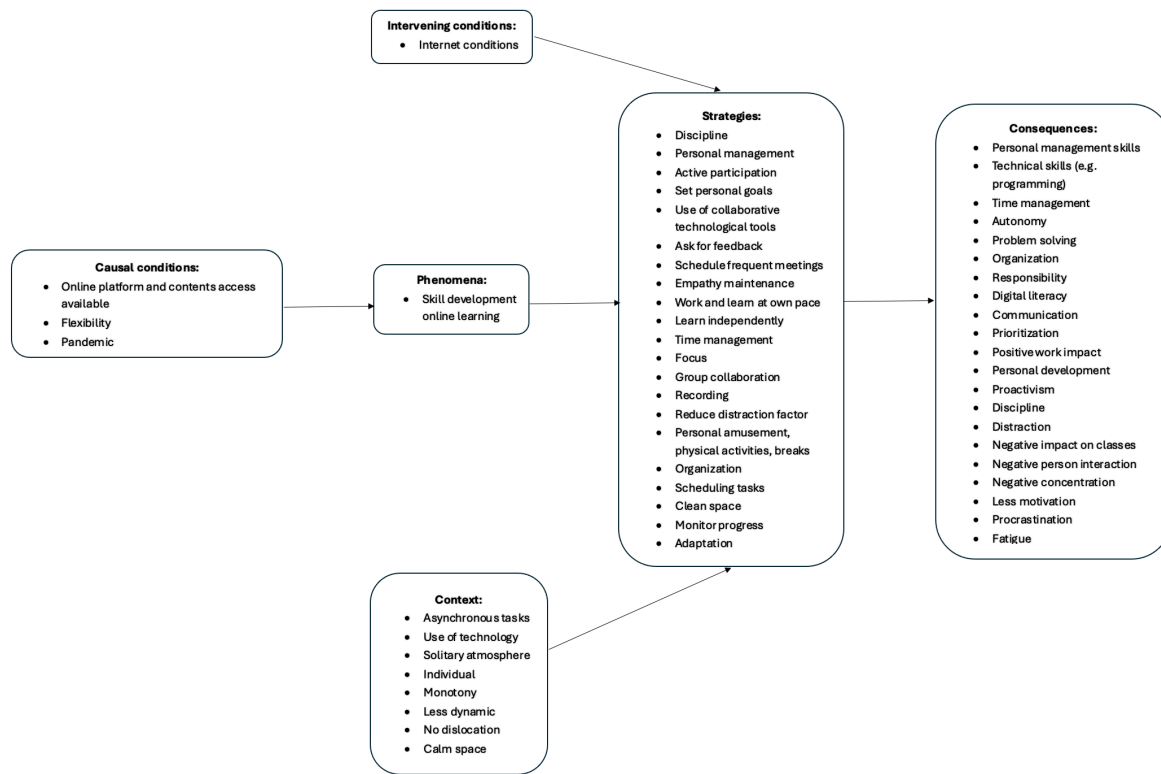 Intervening conditions:
• Internet conditions
Causal conditions:
• Online platform and contents access
available
• Flexibility
• Pandemic
Phenomena:
• Skill development
online learning
Context:
• Asynchronous tasks
• Use of technology
• Solitary atmosphere
• Individual
• Monotony
• Less dynamic
• No dislocation
• Calm space
Strategies:
• Discipline
• Personal management
• Active participation
• Set personal goals
• Use of collaborative
technological tools
• Ask for feedback
• Schedule frequent meetings
• Empathy maintenance
• Work and learn at own pace
• Learn independently
• Time management
• Focus
• Group collaboration
• Recording
• Reduce distraction factor
• Personal amusement,
physical activities, breaks
• Organization
• Scheduling tasks
• Clean space
• Monitor progress
• Adaptation
Consequences:
• Personal management skills
• Technical skills (e.g.
programming)
• Time management
• Autonomy
• Problem solving
• Organization
• Responsibility
• Digital literacy
• Communication
• Prioritization
• Positive work impact
• Personal development
• Proactivism
• Discipline
• Distraction
• Negative impact on classes
• Negative person interaction
• Negative concentration
• Less motivation
• Procrastination
• Fatigue